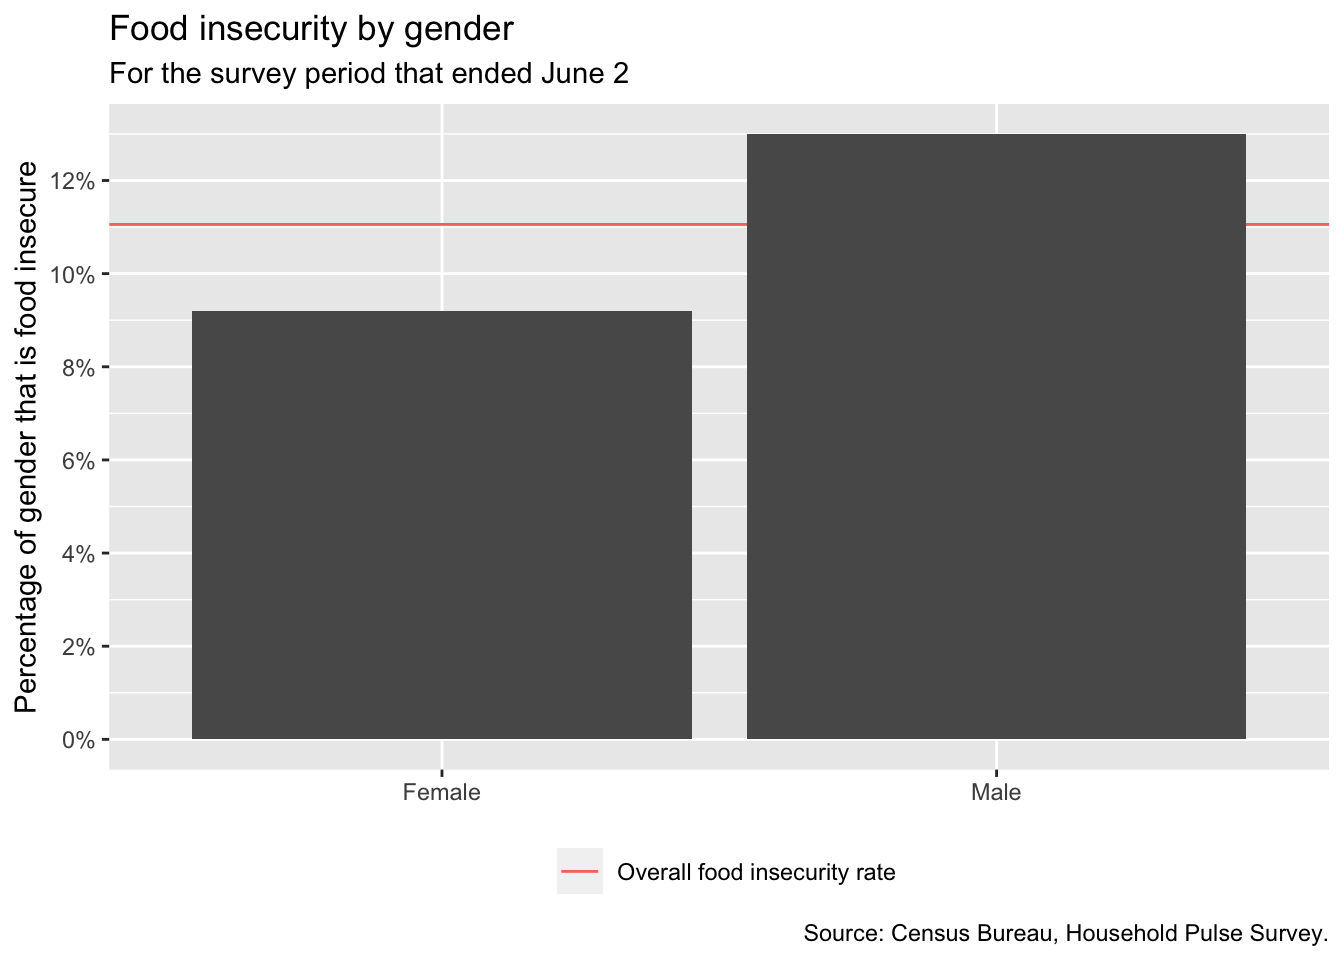 Food insecurity by gender
For the survey period that ended June 2
Percentage of gender that is food insecure
12%
10%
8%
6%
4%
2%
0%
Female
Male
Overall food insecurity rate
Source: Census Bureau, Household Pulse Survey.